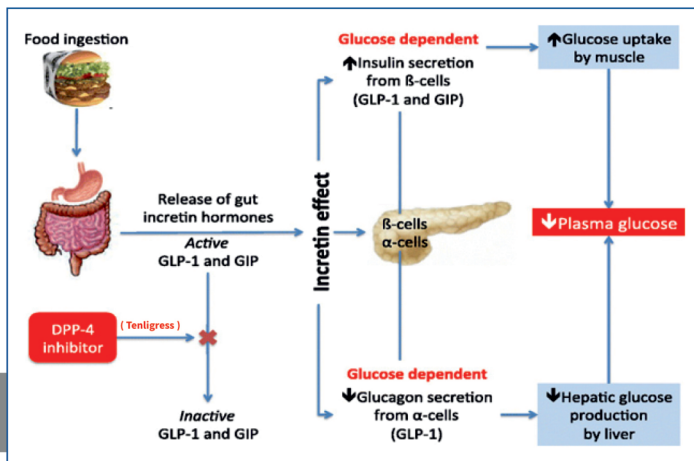 Food ingestion
Release of gut
incretin hormones
Active
GLP-1 and GIP
DPP-4
inhibitor
( Tenligress )
Inactive
GLP-1 and GIP
Incretin effect
Glucose dependent
↑Insulin secretion
from ß-cells
(GLP-1 and GIP)
ß-cells
α-cells
Glucose dependent
↓Glucagon secretion
from α-cells
(GLP-1)
↑Glucose uptake
by muscle
↓Plasma glucose
↓Hepatic glucose
production
by liver